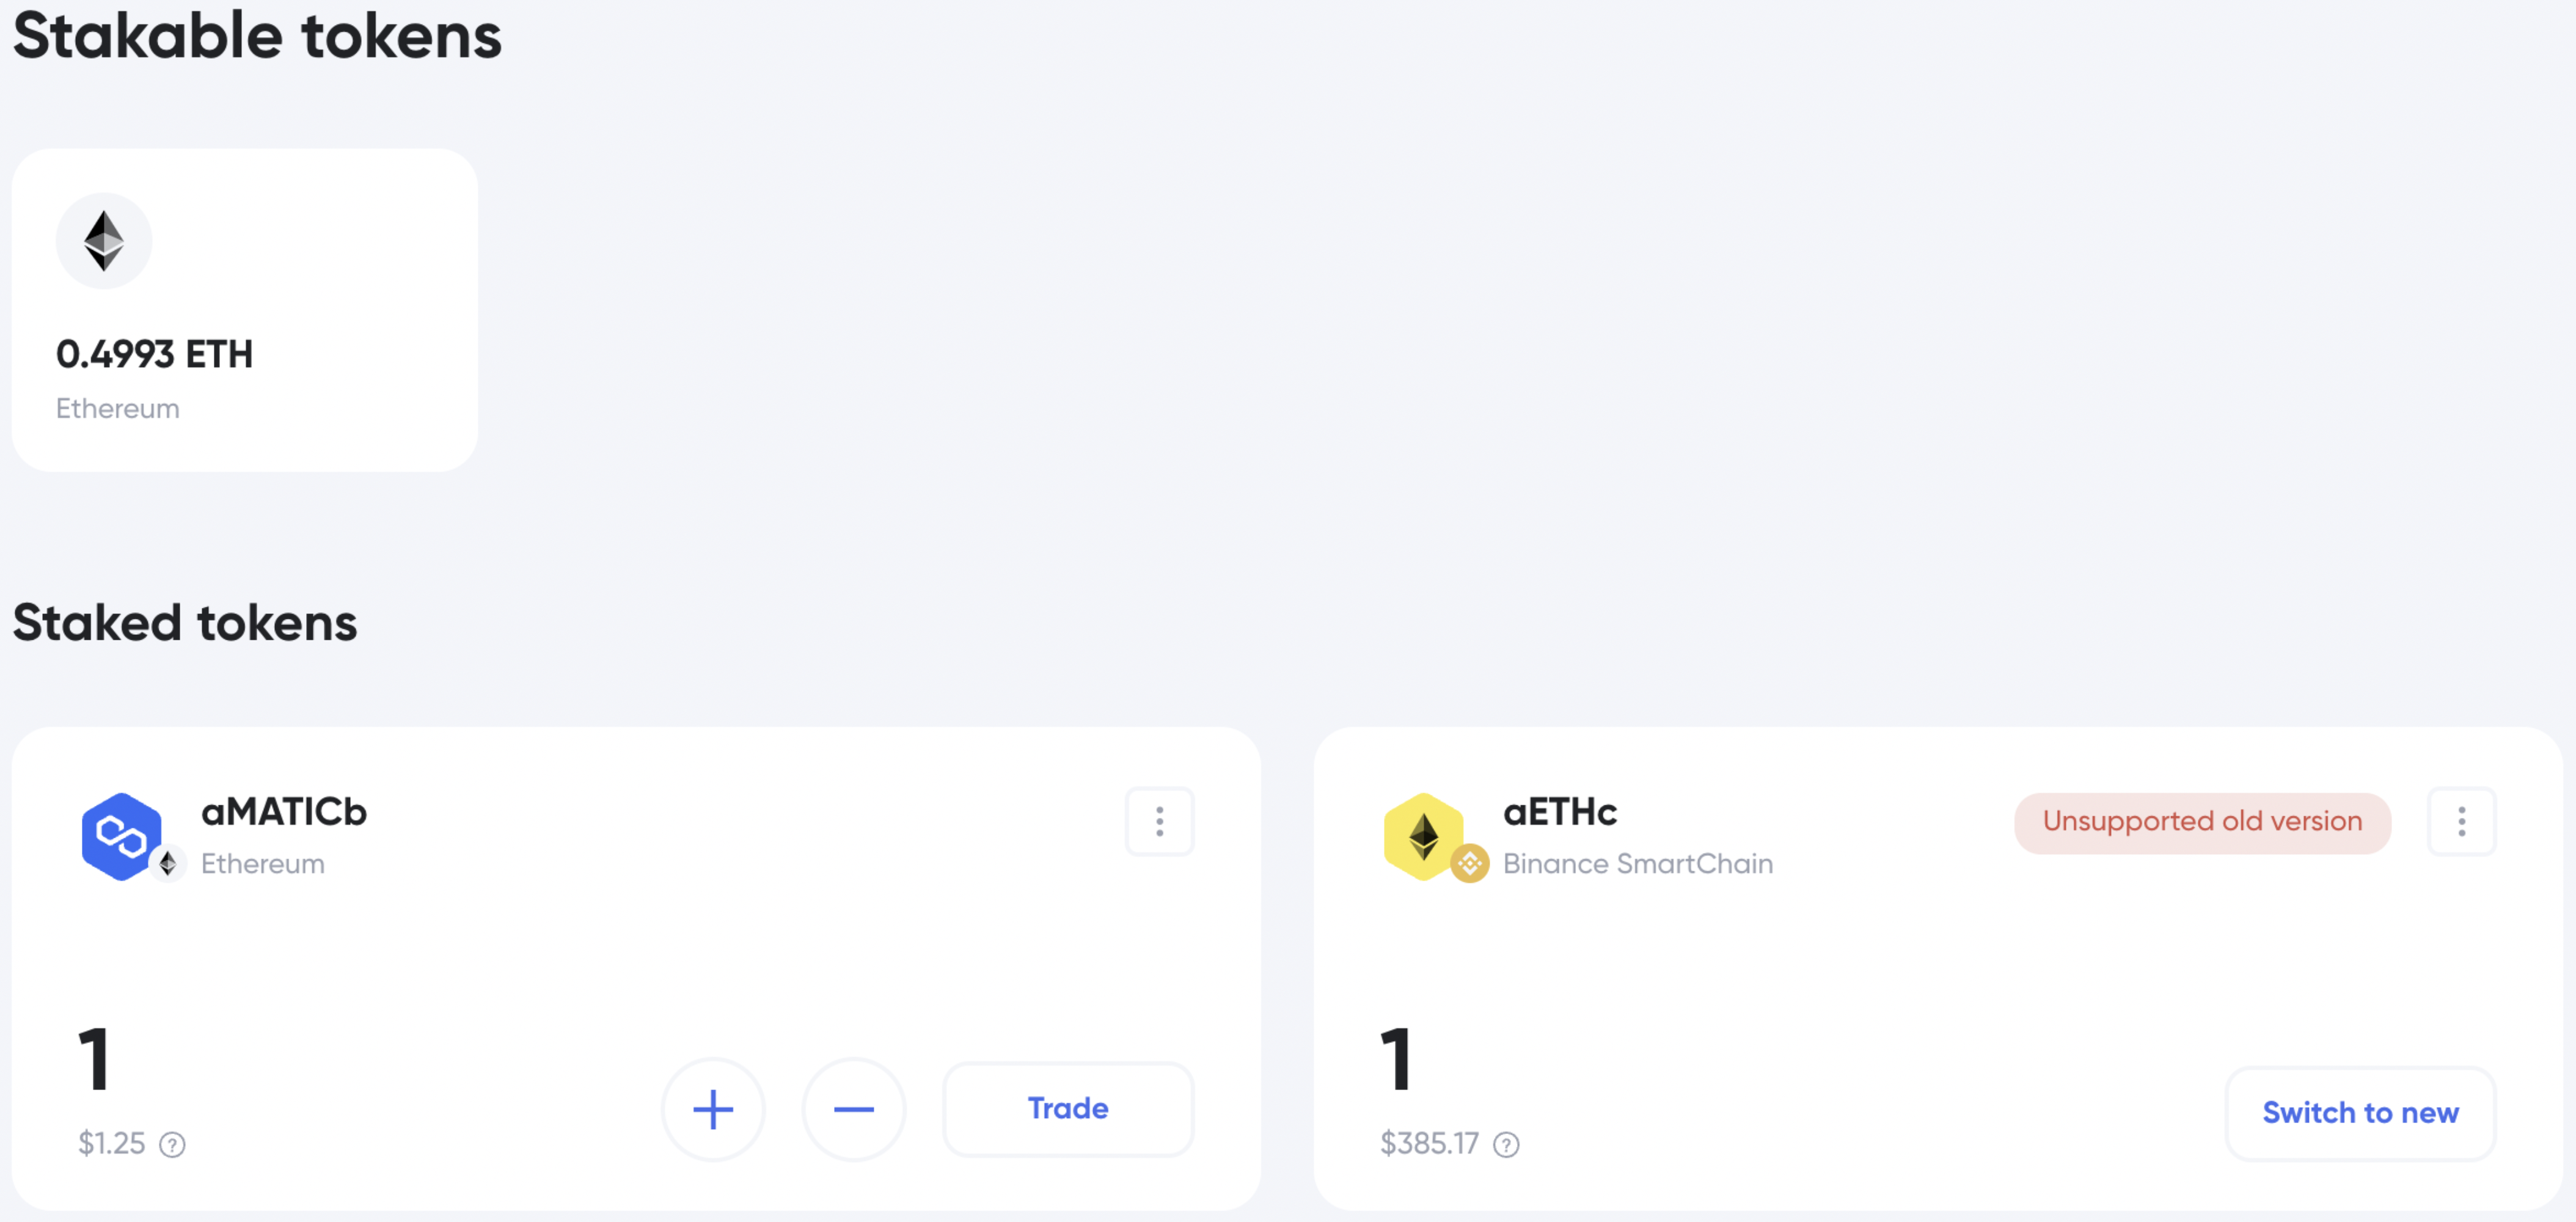 Stakable tokens
0.4993 ETH
Ethereum
Staked tokens
aMATICb
Ethereum
1
$1.25 ?
+ − Trade
aETHc
Binance SmartChain
Unsupported old version
1
$385.17 ?
Switch to new